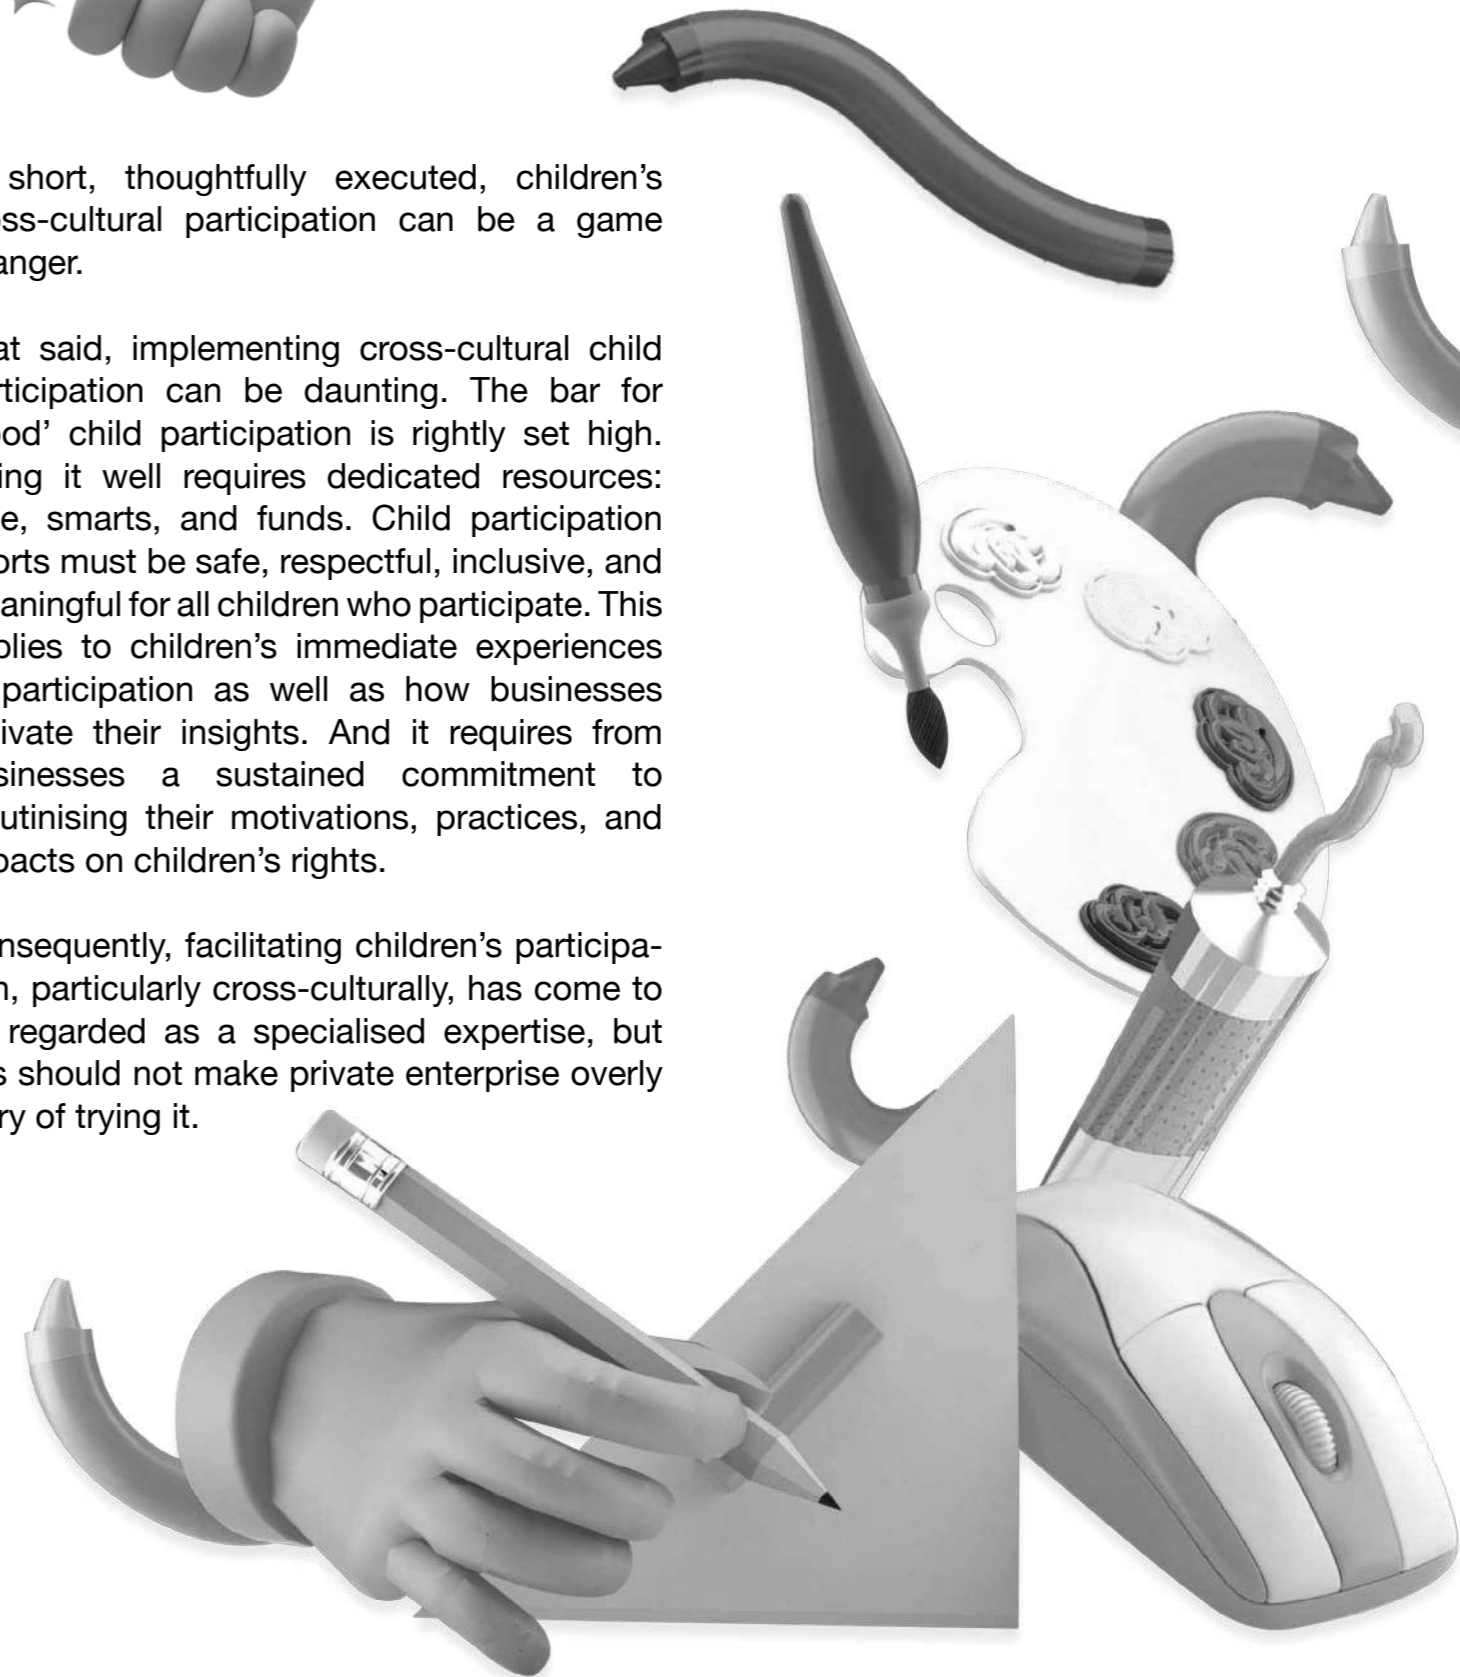 short, thoughtfully executed, children’s
oss-cultural participation can be a game
anger.
at said, implementing cross-cultural child
rticipation can be daunting. The bar for
ood’ child participation is rightly set high.
ing it well requires dedicated resources:
e, smarts, and funds. Child participation
orts must be safe, respectful, inclusive, and
eaningful for all children who participate. This
plies to children’s immediate experiences
participation as well as how businesses
ivate their insights. And it requires from
sinesses a sustained commitment to
utinising their motivations, practices, and
pacts on children’s rights.
nsequently, facilitating children’s participa-
n, particularly cross-culturally, has come to
regarded as a specialised expertise, but
s should not make private enterprise overly
ry of trying it.